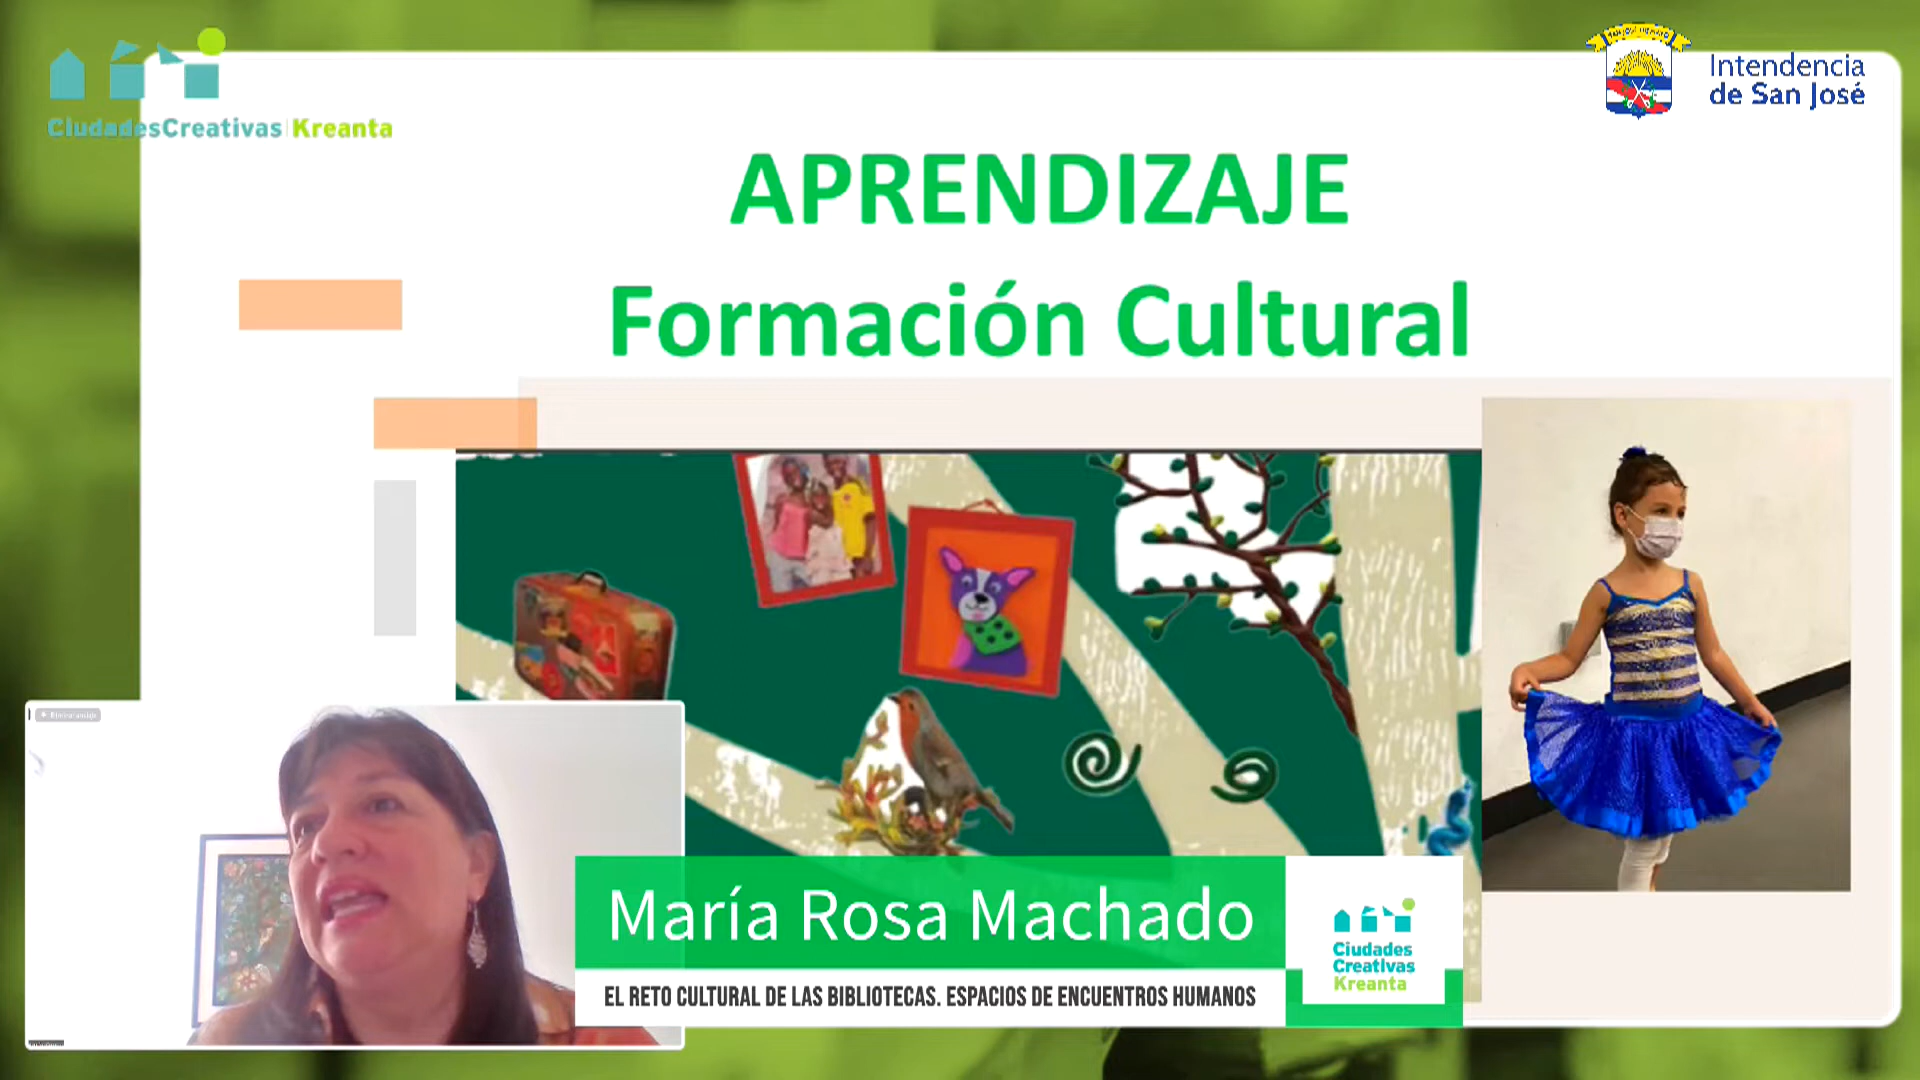 CiudadesCreativas Kreanta
Intendencia
de San José
APRENDIZAJE
Formación Cultural
María Rosa Machado
EL RETO CULTURAL DE LAS BIBLIOTECAS. ESPACIOS DE ENCUENTROS HUMANOS
Ciudades
Creativas
Kreanta